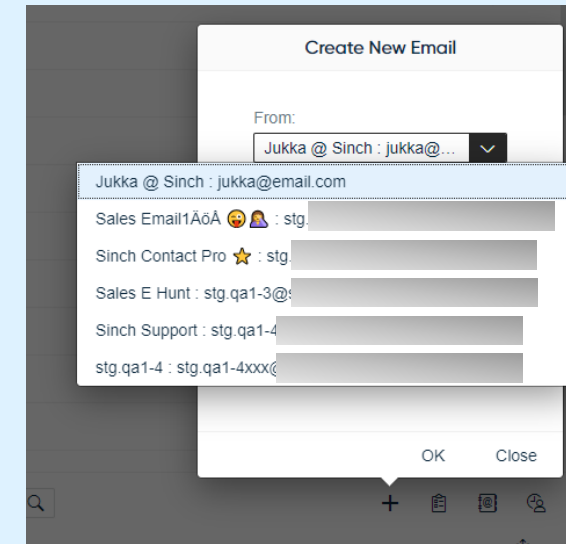 Create New Email
From:
Jukka @ Sinch : jukka@...
Jukka @ Sinch : jukka@email.com
Sales Email1ÄöÅ 😜 🤦‍♀️ : stg.
Sinch Contact Pro ⭐ : stg.
Sales E Hunt : stg.qa1-3@
Sinch Support : stg.qa1-4
stg.qa1-4 : stg.qa1-4xxx@
OK Close